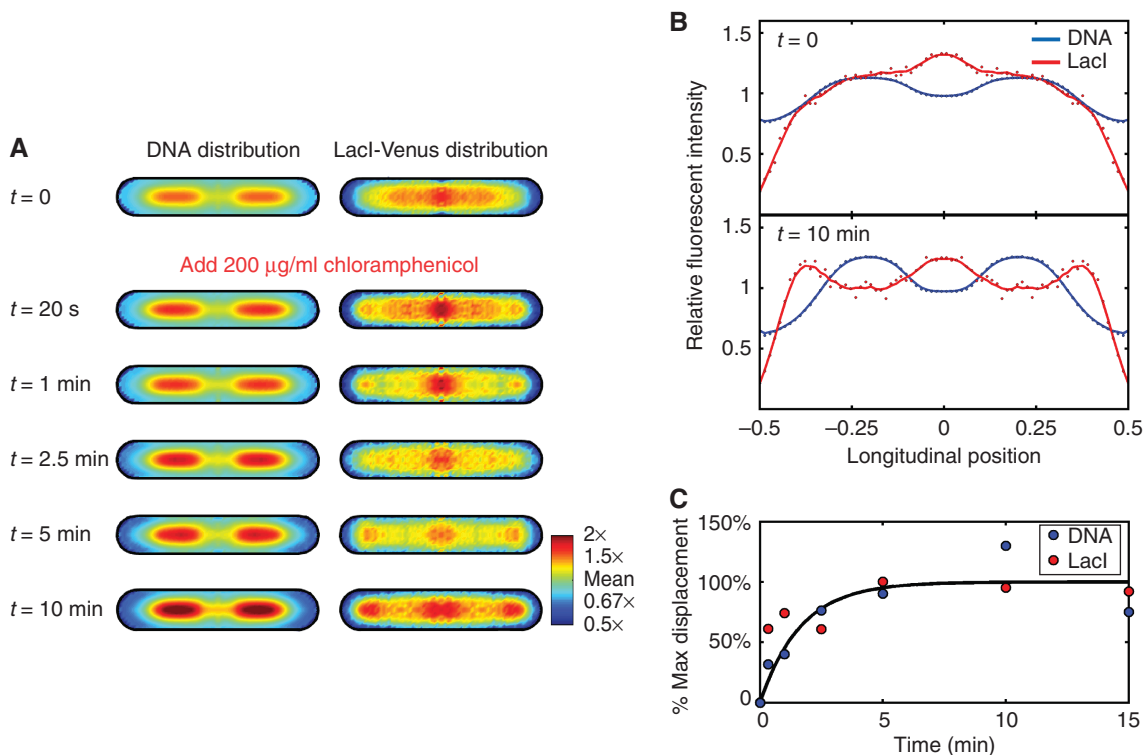 A
DNA distribution
LacI-Venus distribution
t = 0
Add 200 μg/ml chloramphenicol
t = 20 s
t = 1 min
t = 2.5 min
t = 5 min
t = 10 min
2×
1.5×
Mean
0.67×
0.5×
B
t = 0
DNA
LacI
1.5
1
0.5
t = 10 min
1.5
1
0.5
Relative fluorescent intensity
–0.5
–0.25
0
0.25
0.5
Longitudinal position
C
150%
100%
50%
0
% Max displacement
DNA
LacI
0
5
10
15
Time (min)